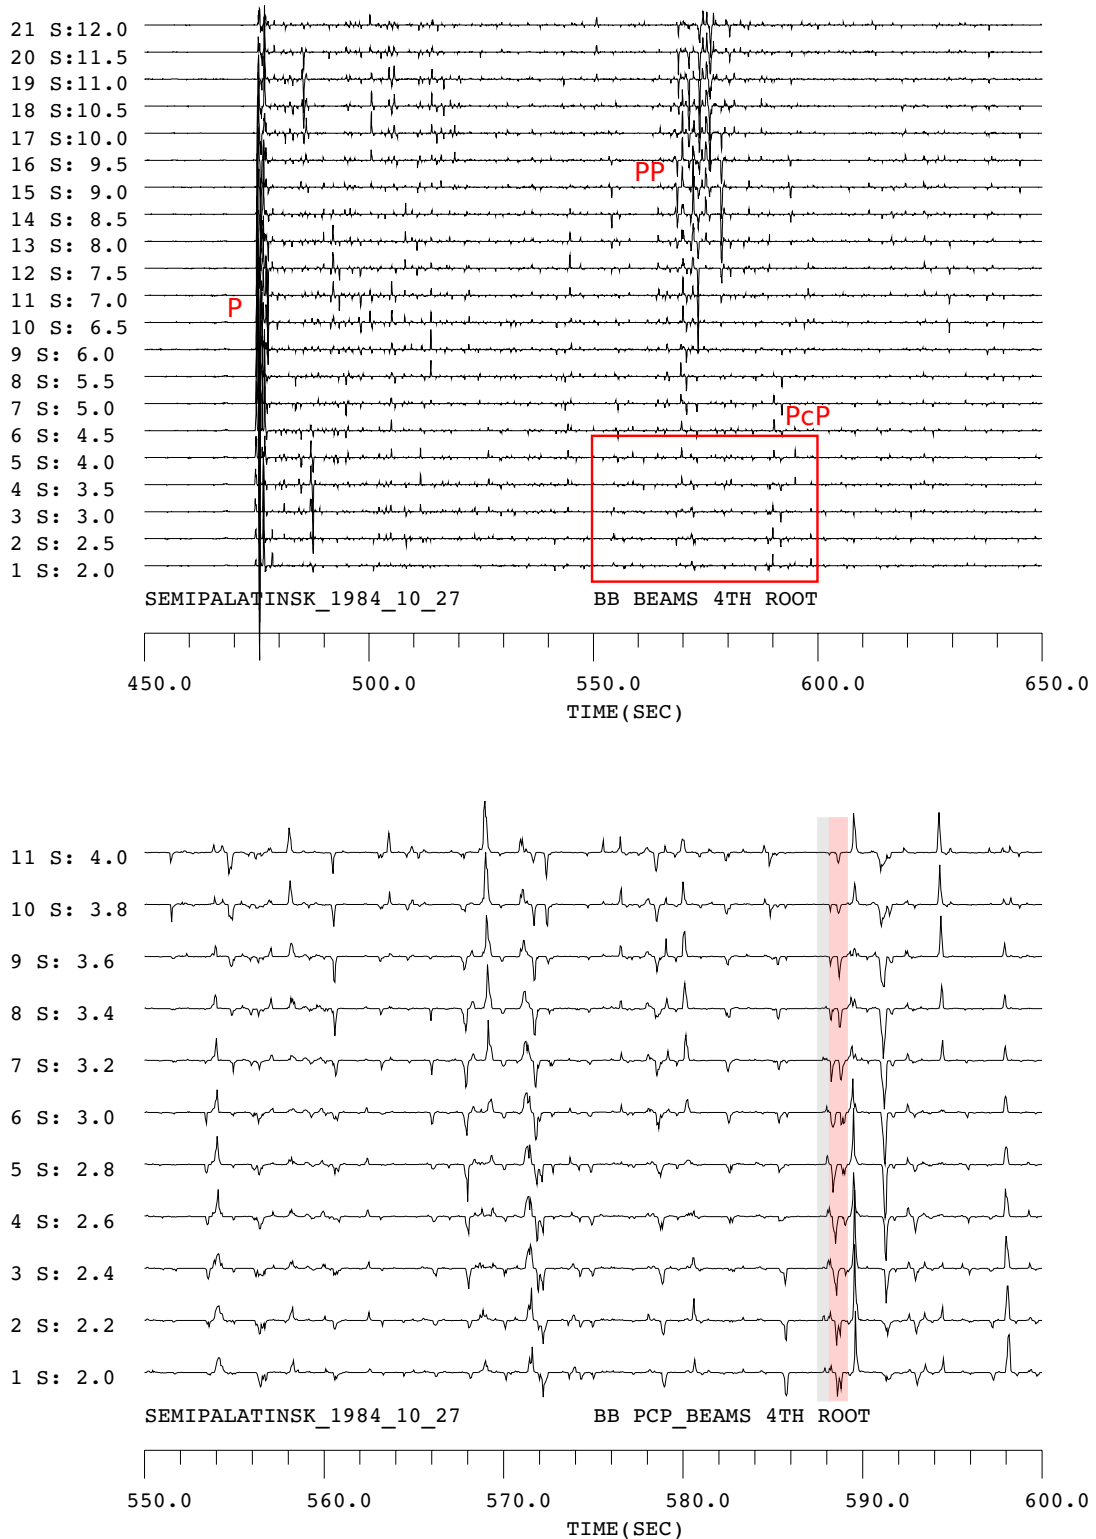 21 S:12.0
20 S:11.5
19 S:11.0
18 S:10.5
17 S:10.0
16 S: 9.5
PP
15 S: 9.0
14 S: 8.5
13 S: 8.0
12 S: 7.5
11 S: 7.0
P
10 S: 6.5
9 S: 6.0
8 S: 5.5
7 S: 5.0
PcP
6 S: 4.5
5 S: 4.0
4 S: 3.5
3 S: 3.0
2 S: 2.5
1 S: 2.0
SEMIPALATINSK_1984_10_27 BB BEAMS 4TH ROOT
450.0 500.0 550.0 600.0 650.0
TIME(SEC)
11 S: 4.0
10 S: 3.8
9 S: 3.6
8 S: 3.4
7 S: 3.2
6 S: 3.0
5 S: 2.8
4 S: 2.6
3 S: 2.4
2 S: 2.2
1 S: 2.0
SEMIPALATINSK_1984_10_27 BB PCP_BEAMS 4TH ROOT
550.0 560.0 570.0 580.0 590.0 600.0
TIME(SEC)